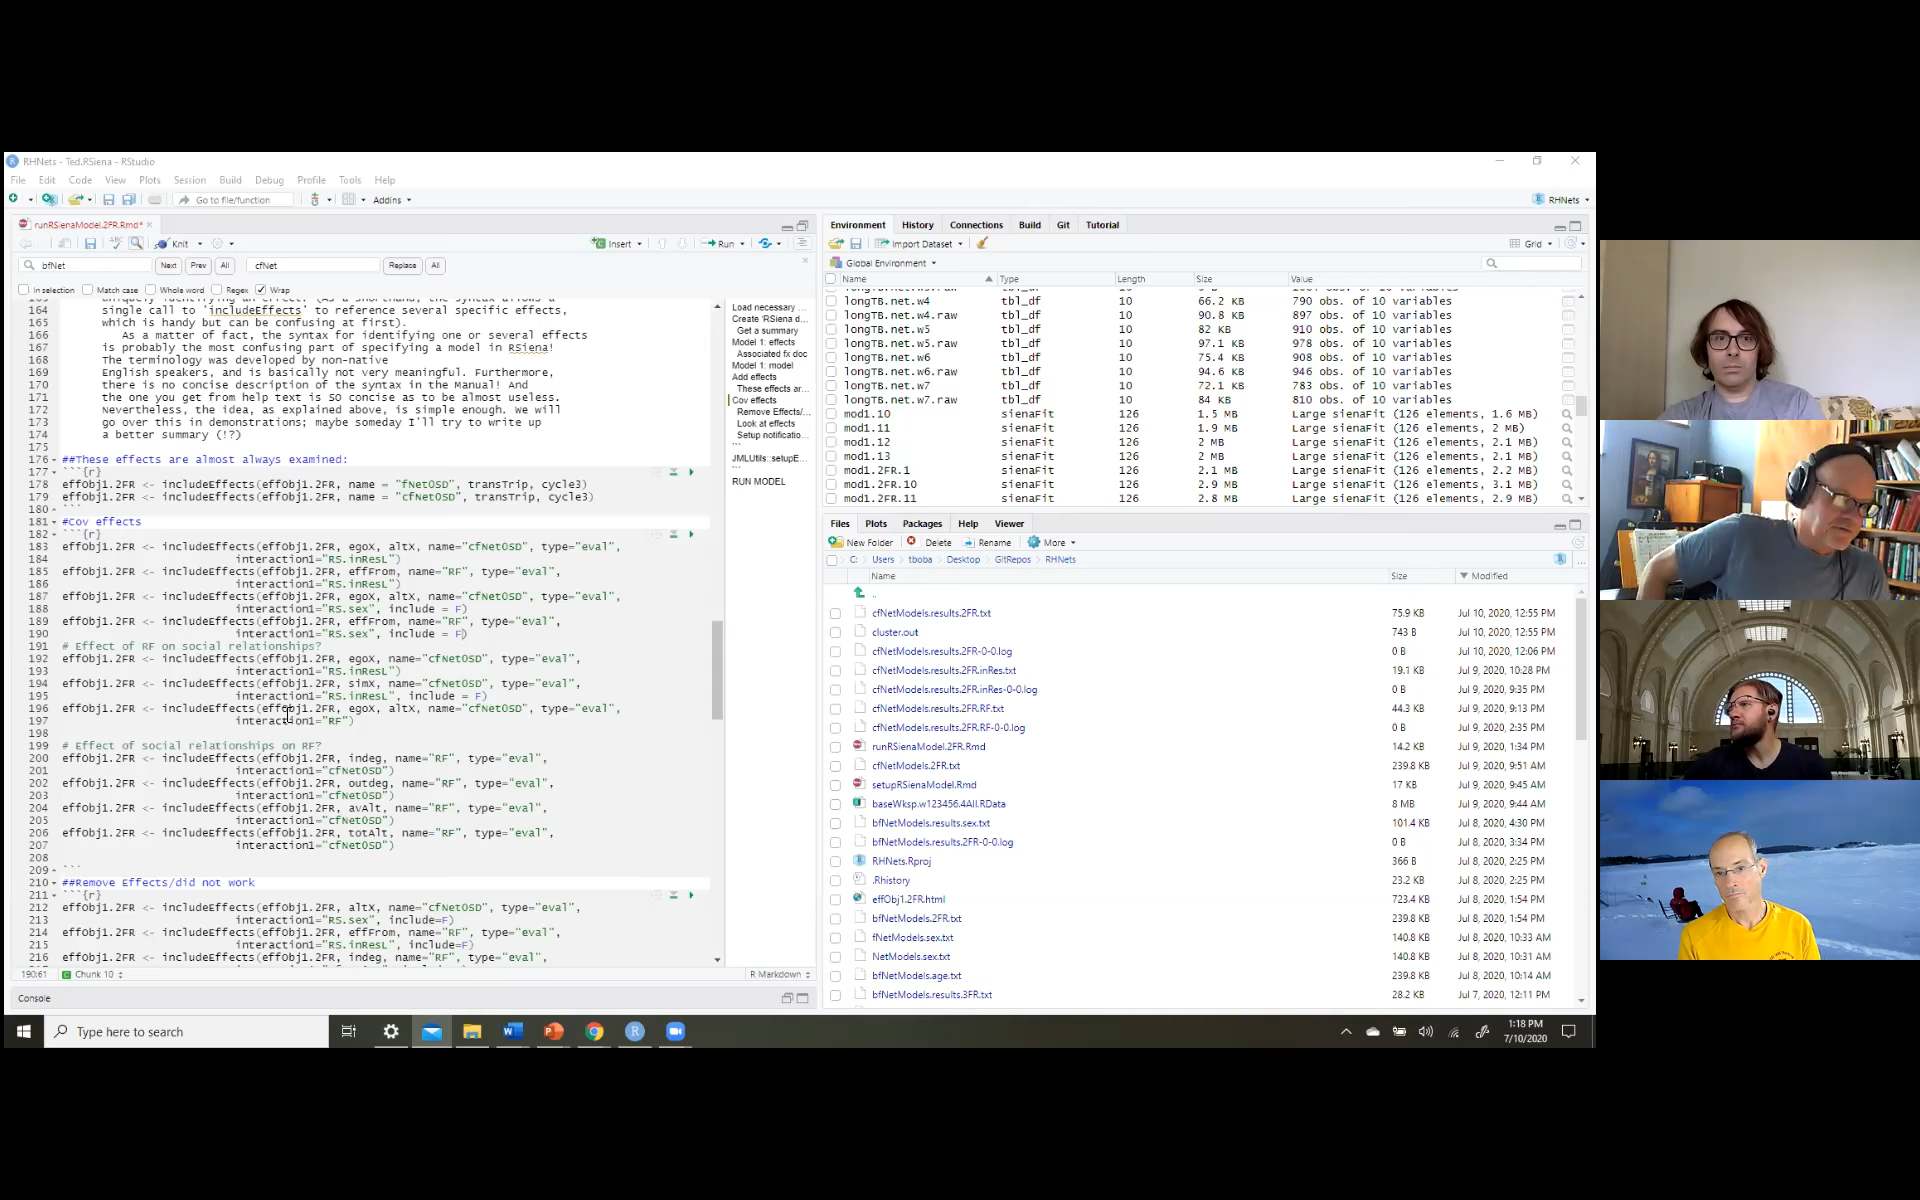 RHNets - Ted.RSiena - RStudio
File Edit Code View Plots Session Build Debug Profile Tools Help
Go to file/function Addins RHNets
runRSienaModel.2FR.Rmd*
Knit Insert Run
bfNet Next Prev All cfNet Replace All
In selection Match case Whole word Regex Wrap
164 single call to 'includeEffects' to reference several specific effects,
165 which is handy but can be confusing at first).
166 As a matter of fact, the syntax for identifying one or several effects
167 is probably the most confusing part of specifying a model in RSiena!
168 The terminology was developed by non-native
169 English speakers, and is basically not very meaningful. Furthermore,
170 there is no concise description of the syntax in the Manual! And
171 the one you get from help text is SO concise as to be almost useless.
172 Nevertheless, the idea, as explained above, is simple enough. We will
173 go over this in demonstrations; maybe someday I'll try to write up
174 a better summary (!?)
175
176 ##These effects are almost always examined:
177 ```{r}
178 effObj1.2FR <- includeEffects(effObj1.2FR, name = "fNetOSD", transTrip, cycle3)
179 effObj1.2FR <- includeEffects(effObj1.2FR, name = "cfNetOSD", transTrip, cycle3)
180 ```
181 #Cov effects
182 ```{r}
183 effObj1.2FR <- includeEffects(effObj1.2FR, egoX, altX, name="cfNetOSD", type="eval",
184 interaction1="RS.inResL")
185 effObj1.2FR <- includeEffects(effObj1.2FR, effFrom, name="RF", type="eval",
186 interaction1="RS.inResL")
187 effObj1.2FR <- includeEffects(effObj1.2FR, egoX, altX, name="cfNetOSD", type="eval",
188 interaction1="RS.sex", include = F)
189 effObj1.2FR <- includeEffects(effObj1.2FR, effFrom, name="RF", type="eval",
190 interaction1="RS.sex", include = F)
191 # Effect of RF on social relationships?
192 effObj1.2FR <- includeEffects(effObj1.2FR, egoX, name="cfNetOSD", type="eval",
193 interaction1="RS.inResL")
194 effObj1.2FR <- includeEffects(effObj1.2FR, simX, name="cfNetOSD", type="eval",
195 interaction1="RS.inResL", include = F)
196 effObj1.2FR <- includeEffects(effObj1.2FR, egoX, altX, name="cfNetOSD", type="eval",
197 interaction1="RF")
198
199 # Effect of social relationships on RF?
200 effObj1.2FR <- includeEffects(effObj1.2FR, indeg, name="RF", type="eval",
201 interaction1="cfNetOSD")
202 effObj1.2FR <- includeEffects(effObj1.2FR, outdeg, name="RF", type="eval",
203 interaction1="cfNetOSD")
204 effObj1.2FR <- includeEffects(effObj1.2FR, avAlt, name="RF", type="eval",
205 interaction1="cfNetOSD")
206 effObj1.2FR <- includeEffects(effObj1.2FR, totAlt, name="RF", type="eval",
207 interaction1="cfNetOSD")
208
209 ```
210 ##Remove Effects/did not work
211 ```{r}
212 effObj1.2FR <- includeEffects(effObj1.2FR, altX, name="cfNetOSD", type="eval",
213 interaction1="RS.sex", include=F)
214 effObj1.2FR <- includeEffects(effObj1.2FR, effFrom, name="RF", type="eval",
215 interaction1="RS.inResL", include=F)
216 effObj1.2FR <- includeEffects(effObj1.2FR, indeg, name="RF", type="eval",
190:61 Chunk 10 R Markdown
Console
Load necessary ...
Create 'RSiena d...
Get a summary
Model 1: effects
Associated fx doc
Model 1: model
Add effects
These effects ar...
Cov effects
Remove Effects/...
Look at effects
Setup notificatio...
```
JMLUtils::setupE...
```
RUN MODEL
Environment History Connections Build Git Tutorial
Import Dataset Grid
Global Environment
Name Type Length Size Value
longTB.net.w4 tbl_df 10 66.2 KB 790 obs. of 10 variables
longTB.net.w4.raw tbl_df 10 90.8 KB 897 obs. of 10 variables
longTB.net.w5 tbl_df 10 82 KB 910 obs. of 10 variables
longTB.net.w5.raw tbl_df 10 97.1 KB 978 obs. of 10 variables
longTB.net.w6 tbl_df 10 75.4 KB 908 obs. of 10 variables
longTB.net.w6.raw tbl_df 10 94.6 KB 946 obs. of 10 variables
longTB.net.w7 tbl_df 10 72.1 KB 783 obs. of 10 variables
longTB.net.w7.raw tbl_df 10 84 KB 810 obs. of 10 variables
mod1.10 sienaFit 126 1.5 MB Large sienaFit (126 elements, 1.6 MB)
mod1.11 sienaFit 126 1.9 MB Large sienaFit (126 elements, 2 MB)
mod1.12 sienaFit 126 2 MB Large sienaFit (126 elements, 2.1 MB)
mod1.13 sienaFit 126 2 MB Large sienaFit (126 elements, 2.1 MB)
mod1.2FR.1 sienaFit 126 2.1 MB Large sienaFit (126 elements, 2.2 MB)
mod1.2FR.10 sienaFit 126 2.9 MB Large sienaFit (126 elements, 3.1 MB)
mod1.2FR.11 sienaFit 126 2.8 MB Large sienaFit (126 elements, 2.9 MB)
Files Plots Packages Help Viewer
New Folder Delete Rename More
C: Users tboba Desktop GitRepos RHNets
Name Size Modified
..
cfNetModels.results.2FR.txt 75.9 KB Jul 10, 2020, 12:55 PM
cluster.out 743 B Jul 10, 2020, 12:55 PM
cfNetModels.results.2FR-0-0.log 0 B Jul 10, 2020, 12:06 PM
cfNetModels.results.2FR.inRes.txt 19.1 KB Jul 9, 2020, 10:28 PM
cfNetModels.results.2FR.inRes-0-0.log 0 B Jul 9, 2020, 9:35 PM
cfNetModels.results.2FR.RF.txt 44.3 KB Jul 9, 2020, 9:13 PM
cfNetModels.results.2FR.RF-0-0.log 0 B Jul 9, 2020, 2:35 PM
runRSienaModel.2FR.Rmd 14.2 KB Jul 9, 2020, 1:34 PM
cfNetModels.2FR.txt 239.8 KB Jul 9, 2020, 9:51 AM
setupRSienaModel.Rmd 17 KB Jul 9, 2020, 9:45 AM
baseWksp.w123456.4All.RData 8 MB Jul 9, 2020, 9:44 AM
bfNetModels.results.sex.txt 101.4 KB Jul 8, 2020, 4:30 PM
bfNetModels.results.2FR-0-0.log 0 B Jul 8, 2020, 3:34 PM
RHNets.Rproj 366 B Jul 8, 2020, 2:25 PM
.Rhistory 23.2 KB Jul 8, 2020, 2:25 PM
effObj1.2FR.html 723.4 KB Jul 8, 2020, 1:54 PM
bfNetModels.2FR.txt 239.8 KB Jul 8, 2020, 1:54 PM
fNetModels.sex.txt 140.8 KB Jul 8, 2020, 10:33 AM
NetModels.sex.txt 140.8 KB Jul 8, 2020, 10:31 AM
bfNetModels.age.txt 239.8 KB Jul 8, 2020, 10:14 AM
bfNetModels.results.3FR.txt 28.2 KB Jul 7, 2020, 12:11 PM
Type here to search
1:18 PM
7/10/2020